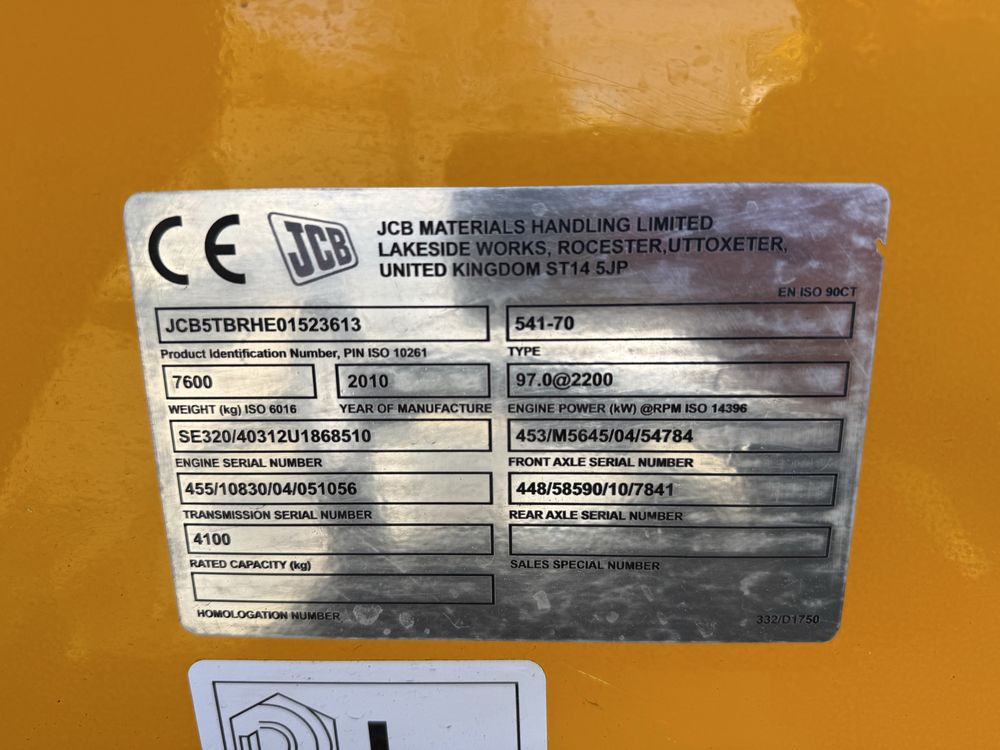 CE JCB JCB MATERIALS HANDLING LIMITED
LAKESIDE WORKS, ROCESTER,UTTOXETER,
UNITED KINGDOM ST14 5JP
EN ISO 90CT
JCB5TBRHE01523613 541-70
Product Identification Number, PIN ISO 10261 TYPE
7600 2010 97.0@2200
WEIGHT (kg) ISO 6016 YEAR OF MANUFACTURE ENGINE POWER (kW) @RPM ISO 14396
SE320/40312U1868510 453/M5645/04/54784
ENGINE SERIAL NUMBER FRONT AXLE SERIAL NUMBER
455/10830/04/051056 448/58590/10/7841
TRANSMISSION SERIAL NUMBER REAR AXLE SERIAL NUMBER
4100
RATED CAPACITY (kg) SALES SPECIAL NUMBER
HOMOLOGATION NUMBER 332/D1750